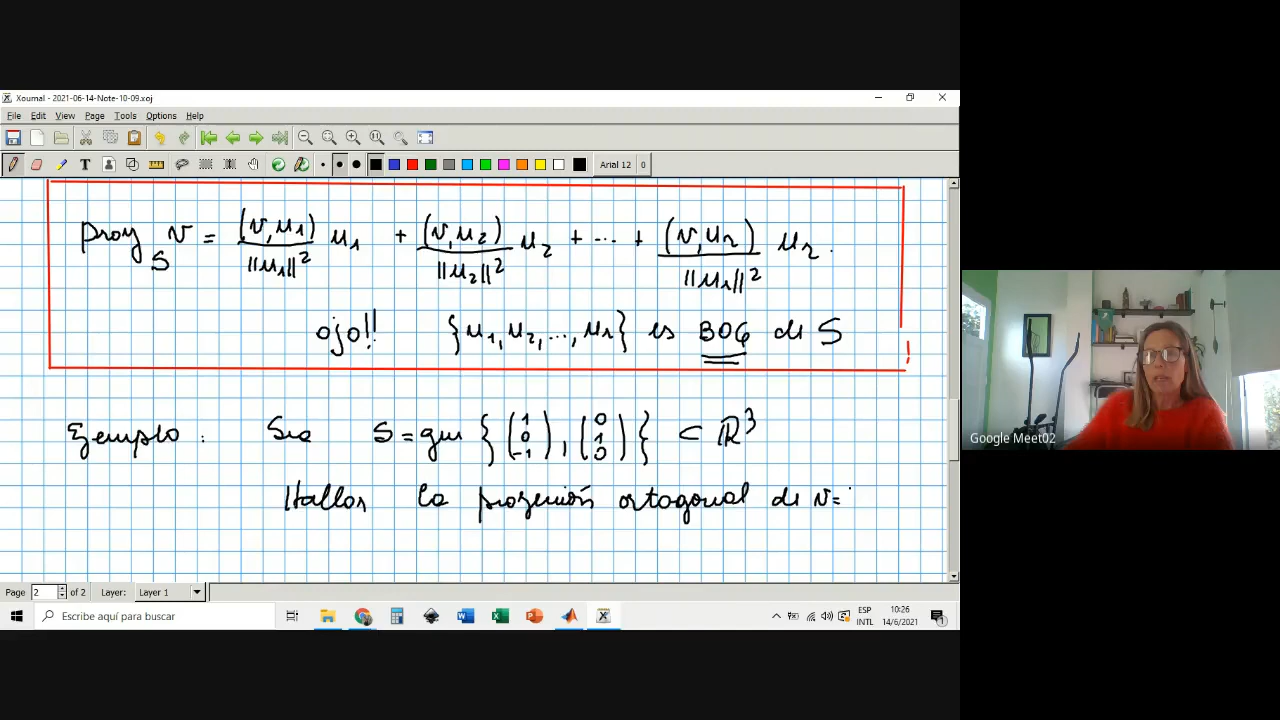 Xournal - 2021-06-14-Note-10-09.xoj
File Edit View Page Tools Options Help
Arial 12 0
Proy_S v = (v,u1)/||u1||² u1 + (v,u2)/||u2||² u2 + ... + (v,ur)/||ur||² ur.
ojo!! {u1,u2,...,ur} es BOG de S
Ejemplo: Sea S=gen {(1 0 -1), (0 1 0)} ⊂ ℝ³
Hallar la proyección ortogonal de v=
Google Meet02
Page 2 of 2 Layer: Layer 1
Escribe aquí para buscar
ESP 10:26
INTL 14/6/2021